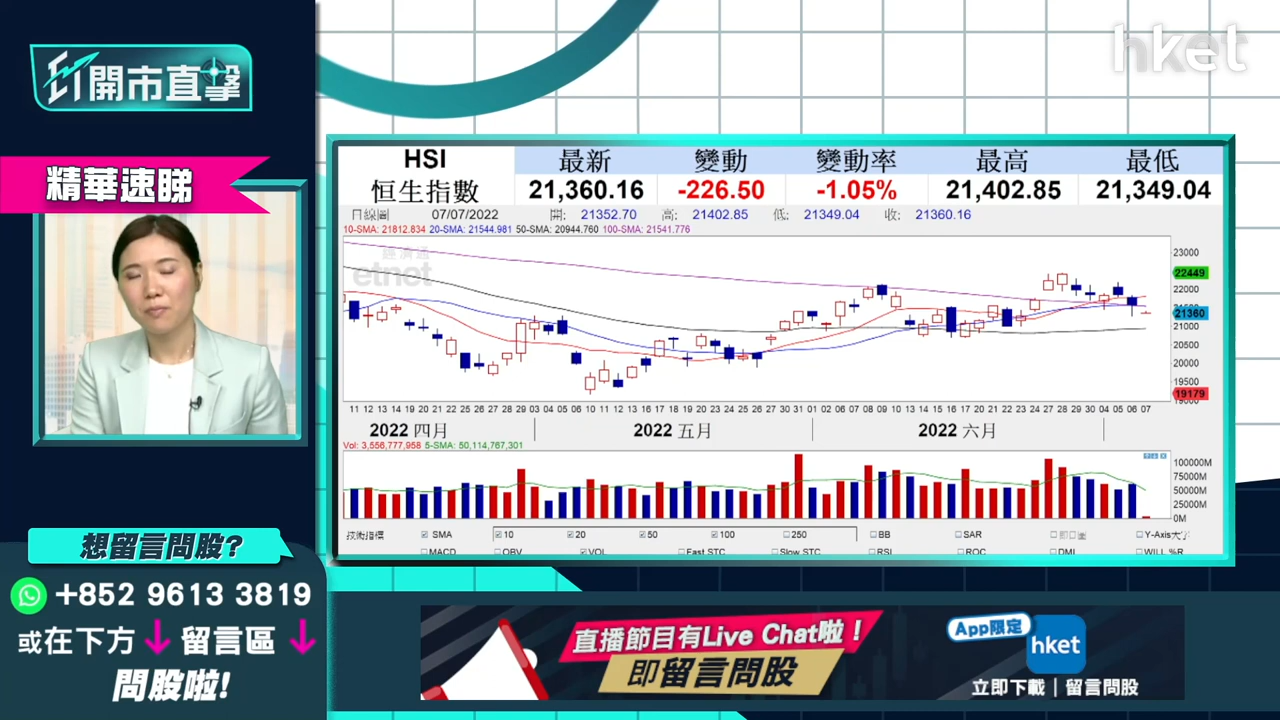 hket
開市直擊
精華速睇
HSI 最新 變動 變動率 最高 最低
恒生指數 21,360.16 -226.50 -1.05% 21,402.85 21,349.04
日線圖 07/07/2022 開: 21352.70 高: 21402.85 低: 21349.04 收: 21360.16
10-SMA: 21812.834 20-SMA: 21544.981 50-SMA: 20944.760 100-SMA: 21541.776
經濟通
etnet
23000
22449
22000
21360
21000
20500
20000
19500
19179
11 12 13 14 19 20 21 22 25 26 27 28 29 03 04 05 06 10 11 12 13 16 17 18 19 20 23 24 25 26 27 30 31 01 02 06 07 08 09 10 13 14 15 16 17 20 21 22 23 24 27 28 29 30 04 05 06 07
2022 四月 2022 五月 2022 六月
Vol: 3,556,777,958 5-SMA: 50,114,767,301
100000M
75000M
50000M
25000M
0M
技術指標 SMA 10 20 50 100 250 BB SAR Y-Axis大字
MACD OBV VOL Fast STC Slow STC RSI ROC DMI WILL %R
想留言問股?
+852 9613 3819
或在下方 留言區
問股啦!
直播節目有Live Chat啦!
即留言問股
App限定
hket
立即下載|留言問股